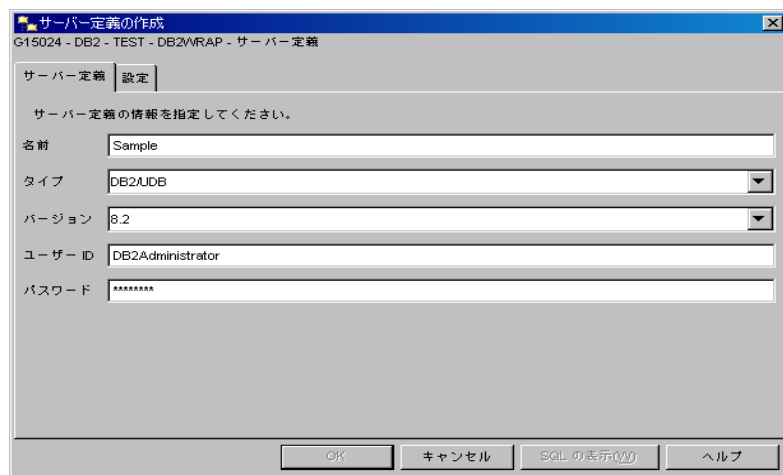 サーバー定義の作成
G15024 - DB2 - TEST - DB2WRAP - サーバー定義
サーバー定義 設定
サーバー定義の情報を指定してください。
名前 Sample
タイプ DB2/UDB
バージョン 8.2
ユーザー ID DB2Administrator
パスワード ********
OK キャンセル SQL の表示(W) ヘルプ